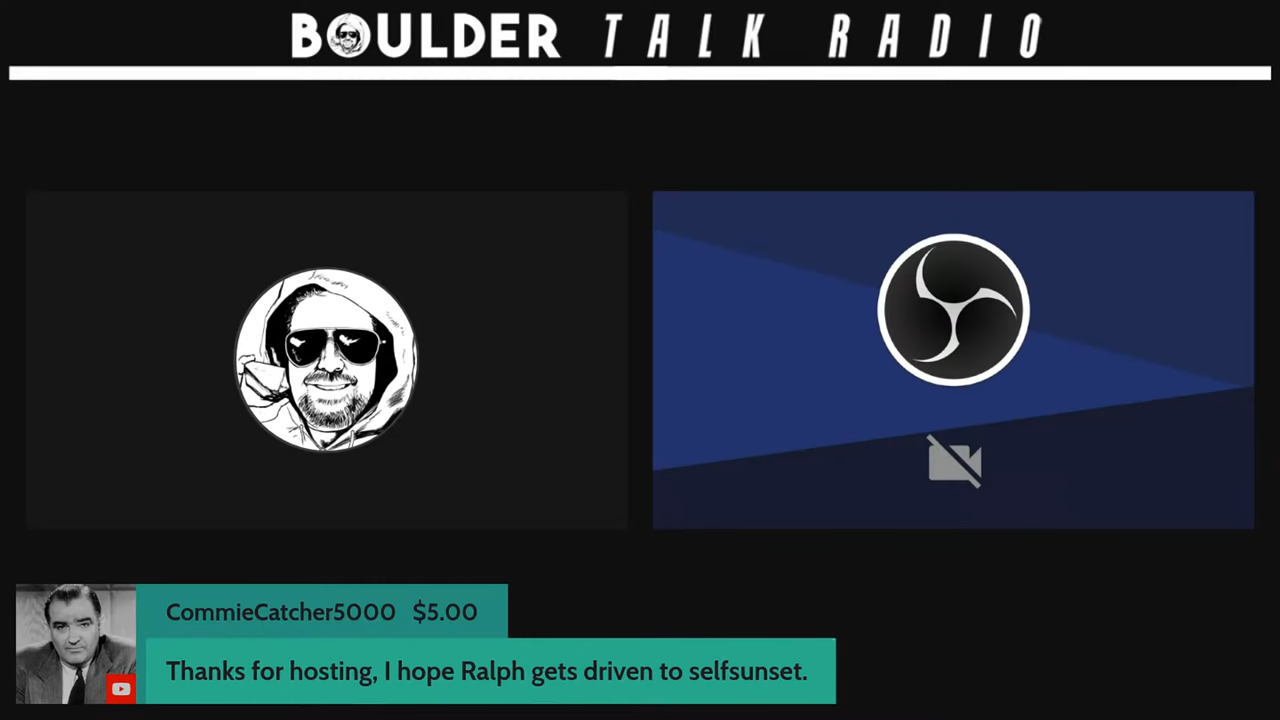 BOULDER TALK RADIO
CommieCatcher5000 $5.00
Thanks for hosting, I hope Ralph gets driven to selfsunset.